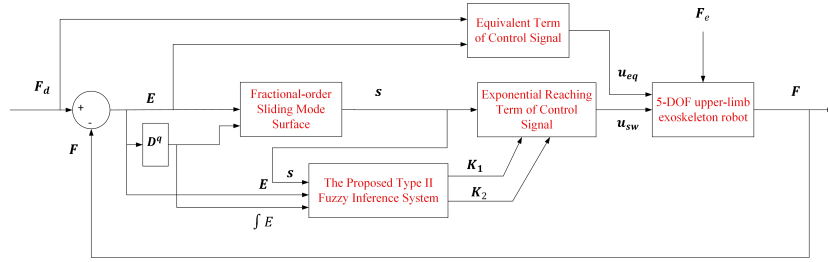 Equivalent Term
of Control Signal
F_e
F_d
+
-
E
Fractional-order
Sliding Mode
Surface
s
Exponential Reaching
Term of Control
Signal
u_eq
u_sw
5-DOF upper-limb
exoskeleton robot
F
F
D^q
s
E
∫ E
The Proposed Type II
Fuzzy Inference System
K_1
K_2